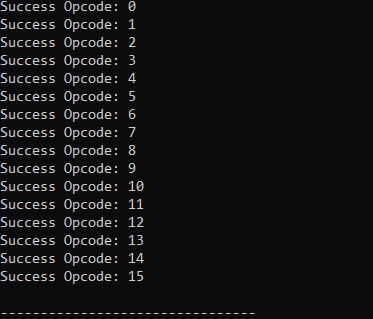 Success Opcode: 0
Success Opcode: 1
Success Opcode: 2
Success Opcode: 3
Success Opcode: 4
Success Opcode: 5
Success Opcode: 6
Success Opcode: 7
Success Opcode: 8
Success Opcode: 9
Success Opcode: 10
Success Opcode: 11
Success Opcode: 12
Success Opcode: 13
Success Opcode: 14
Success Opcode: 15
--------------------------------